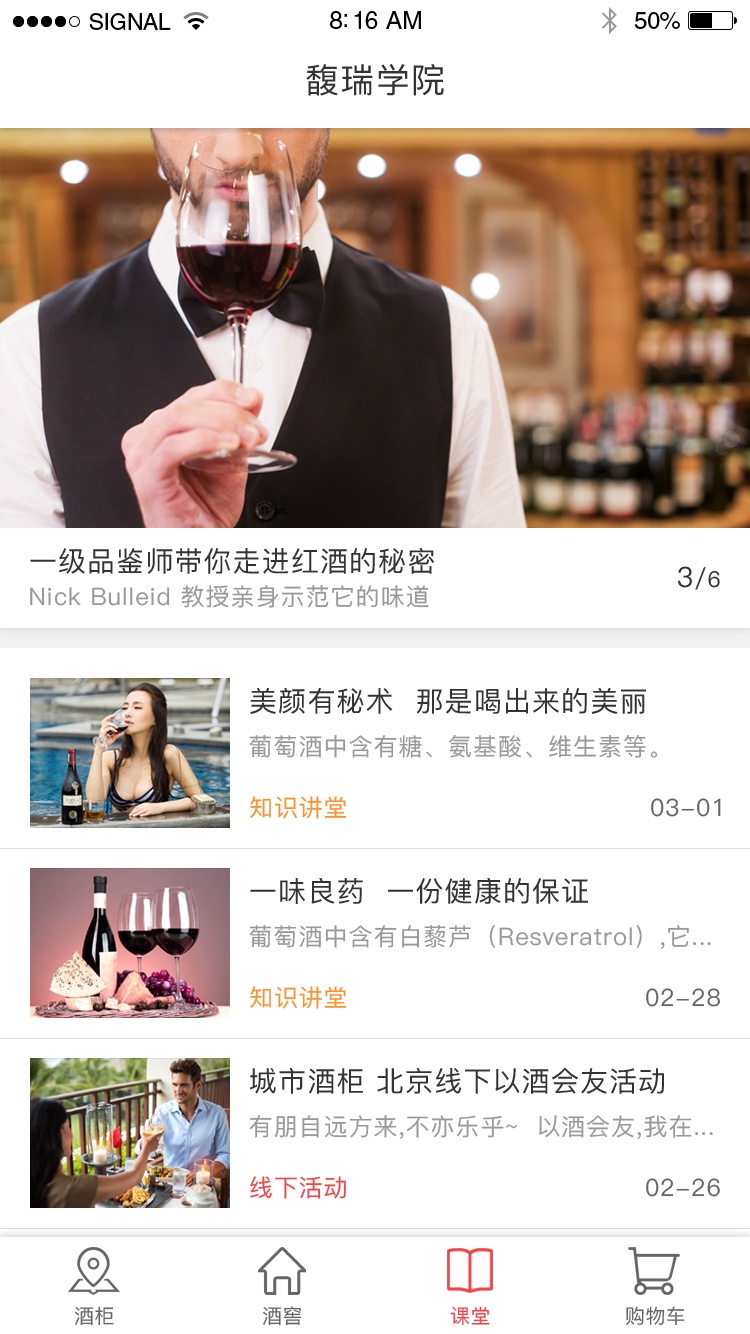 SIGNAL 8:16 AM 50%
馥瑞学院
一级品鉴师带你走进红酒的秘密
Nick Bulleid 教授亲身示范它的味道
3/6
美颜有秘术 那是喝出来的美丽
葡萄酒中含有糖、氨基酸、维生素等。
知识讲堂 03-01
一味良药 一份健康的保证
葡萄酒中含有白藜芦（Resveratrol）,它...
知识讲堂 02-28
城市酒柜 北京线下以酒会友活动
有朋自远方来,不亦乐乎~ 以酒会友,我在...
线下活动 02-26
酒柜 酒窖 课堂 购物车